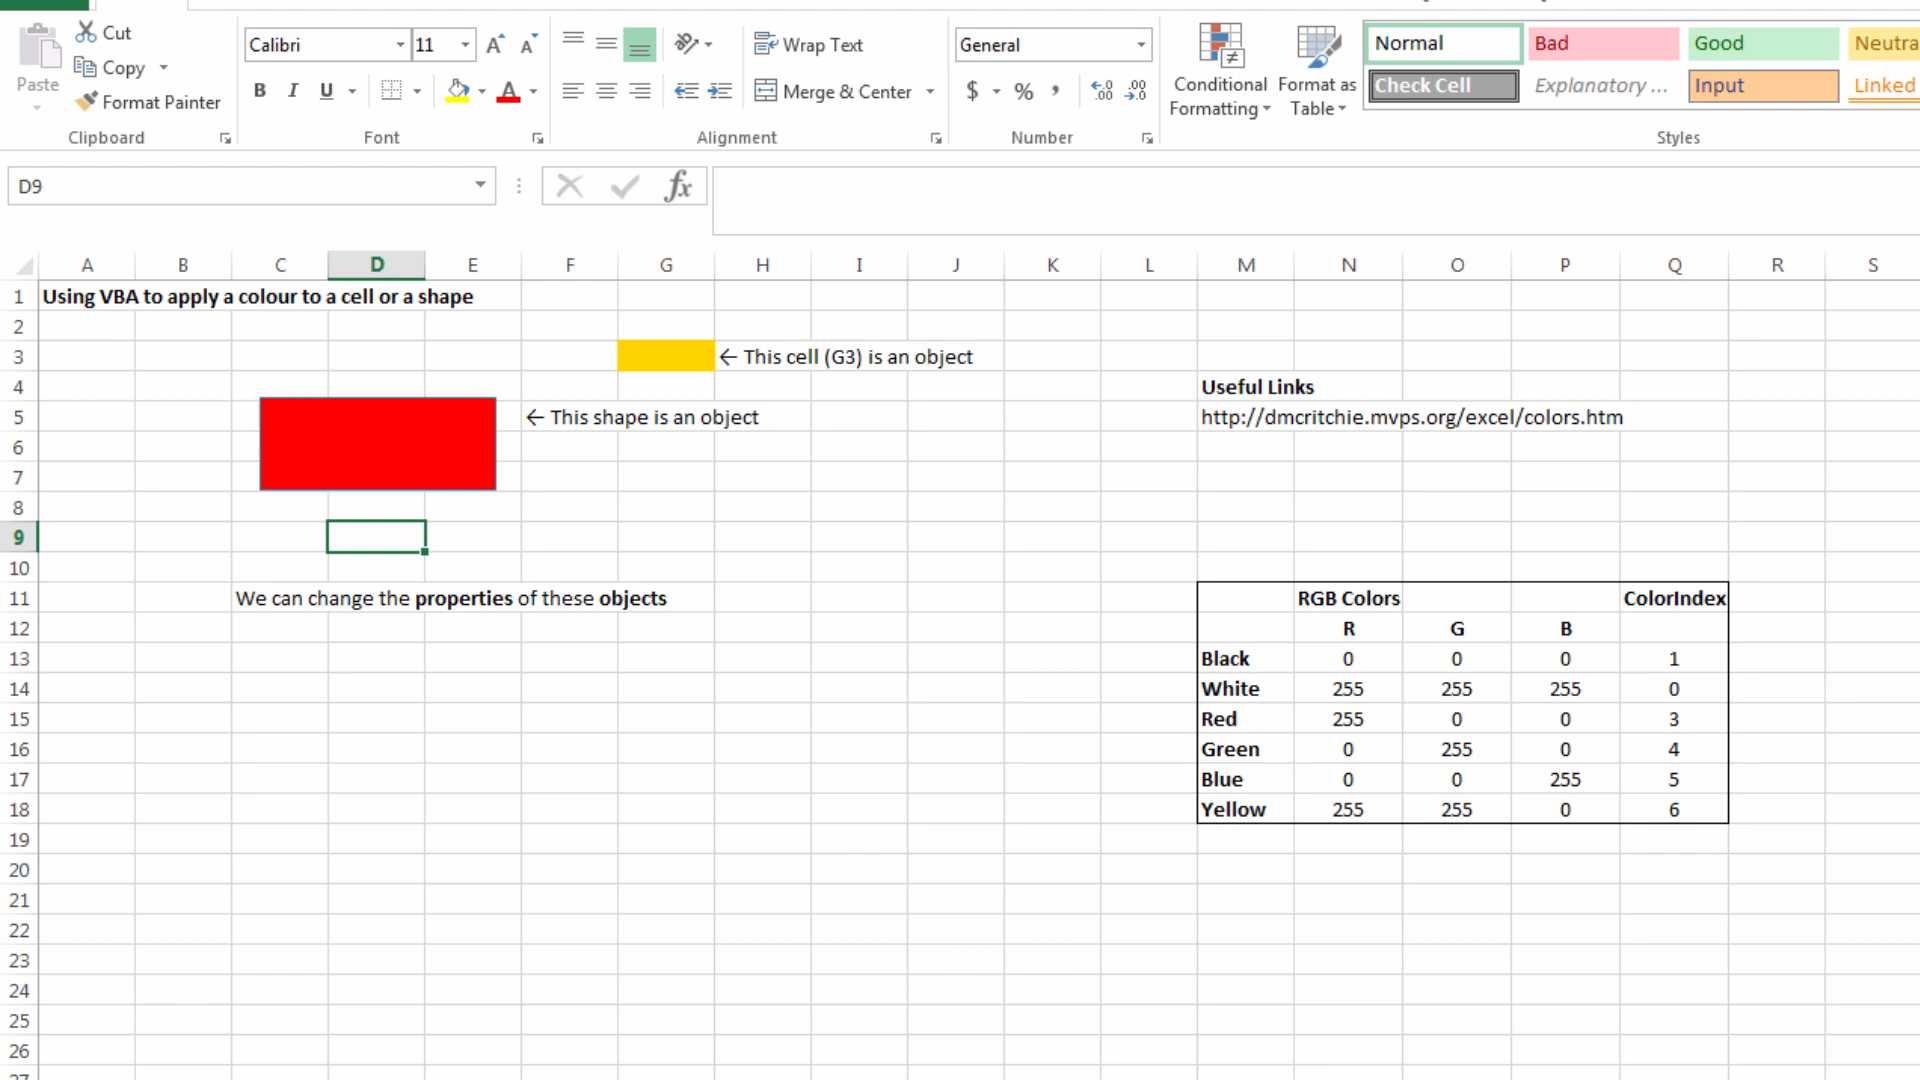 Cut
Copy
Paste
Format Painter
Clipboard
Calibri 11
B I U
A A
A
Font
Wrap Text
Merge & Center
Alignment
General
$ % ,
Number
Conditional Formatting
Format as Table
Normal Bad Good
Check Cell Explanatory ... Input Linked
Styles
D9
fx
A B C D E F G H I J K L M N O P Q R S
1 Using VBA to apply a colour to a cell or a shape
2
3 ← This cell (G3) is an object
4 Useful Links
5 ← This shape is an object http://dmcritchie.mvps.org/excel/colors.htm
6
7
8
9
10
11 We can change the properties of these objects RGB Colors ColorIndex
12 R G B
13 Black 0 0 0 1
14 White 255 255 255 0
15 Red 255 0 0 3
16 Green 0 255 0 4
17 Blue 0 0 255 5
18 Yellow 255 255 0 6
19
20
21
22
23
24
25
26